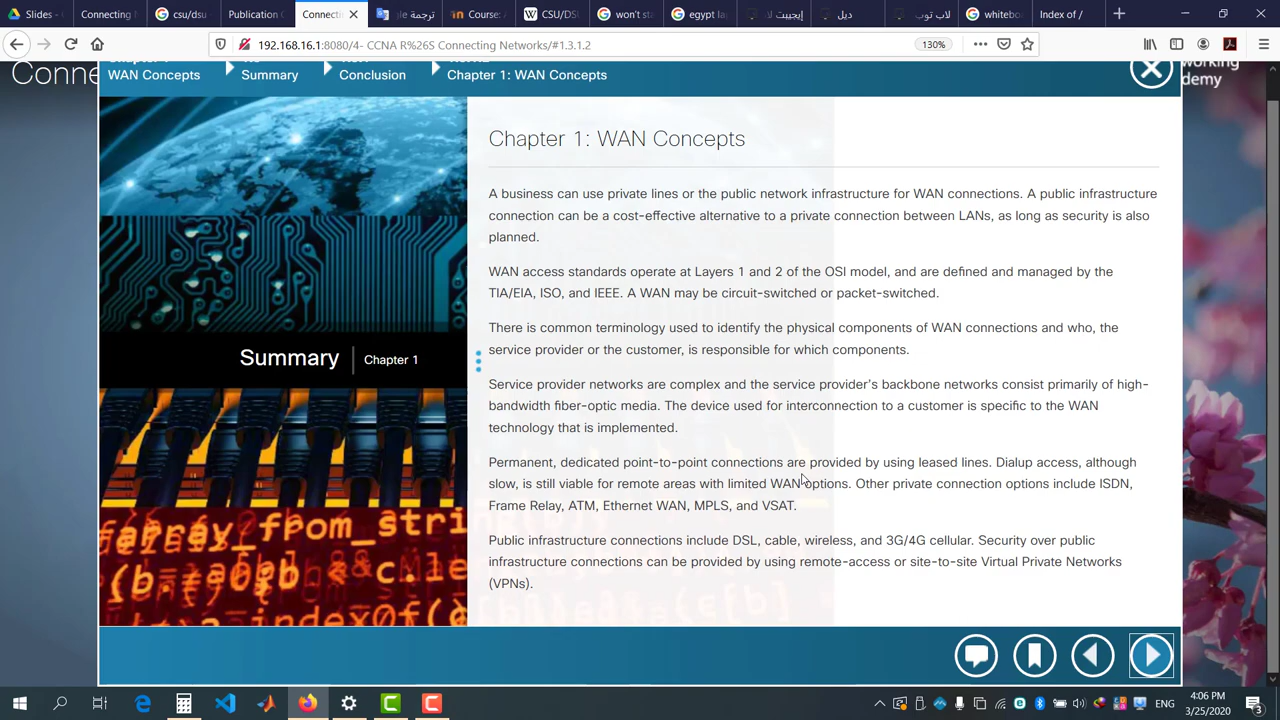 Slides -
Connecting N
csu/dsu
Publication C
Connecti
ترجمة gle
Course: A
CSU/DS
won't st
egypt la
إيجيبت لا
ديل
لاب توب
whitebo
Index of /
192.168.16.1:8080/4- CCNA R%26S Connecting Networks/#1.3.1.2
130%
Conne
WAN Concepts
Summary
Conclusion
Chapter 1: WAN Concepts
working
demy
Chapter 1: WAN Concepts
A business can use private lines or the public network infrastructure for WAN connections. A public infrastructure
connection can be a cost-effective alternative to a private connection between LANs, as long as security is also
planned.
WAN access standards operate at Layers 1 and 2 of the OSI model, and are defined and managed by the
TIA/EIA, ISO, and IEEE. A WAN may be circuit-switched or packet-switched.
There is common terminology used to identify the physical components of WAN connections and who, the
service provider or the customer, is responsible for which components.
Service provider networks are complex and the service provider's backbone networks consist primarily of high-
bandwidth fiber-optic media. The device used for interconnection to a customer is specific to the WAN
technology that is implemented.
Permanent, dedicated point-to-point connections are provided by using leased lines. Dialup access, although
slow, is still viable for remote areas with limited WAN options. Other private connection options include ISDN,
Frame Relay, ATM, Ethernet WAN, MPLS, and VSAT.
Public infrastructure connections include DSL, cable, wireless, and 3G/4G cellular. Security over public
infrastructure connections can be provided by using remote-access or site-to-site Virtual Private Networks
(VPNs).
Summary
Chapter 1
array_from_stri
ENG
4:06 PM
3/25/2020
3